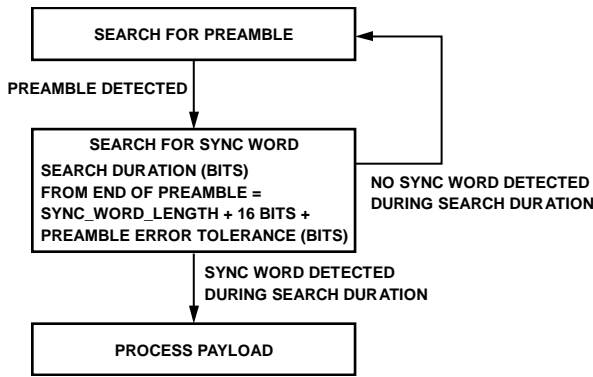 SEARCH FOR PREAMBLE
PREAMBLE DETECTED
SEARCH FOR SYNC WORD
SEARCH DURATION (BITS)
FROM END OF PREAMBLE =
SYNC_WORD_LENGTH + 16 BITS +
PREAMBLE ERROR TOLERANCE (BITS)
NO SYNC WORD DETECTED
DURING SEARCH DURATION
SYNC WORD DETECTED
DURING SEARCH DURATION
PROCESS PAYLOAD